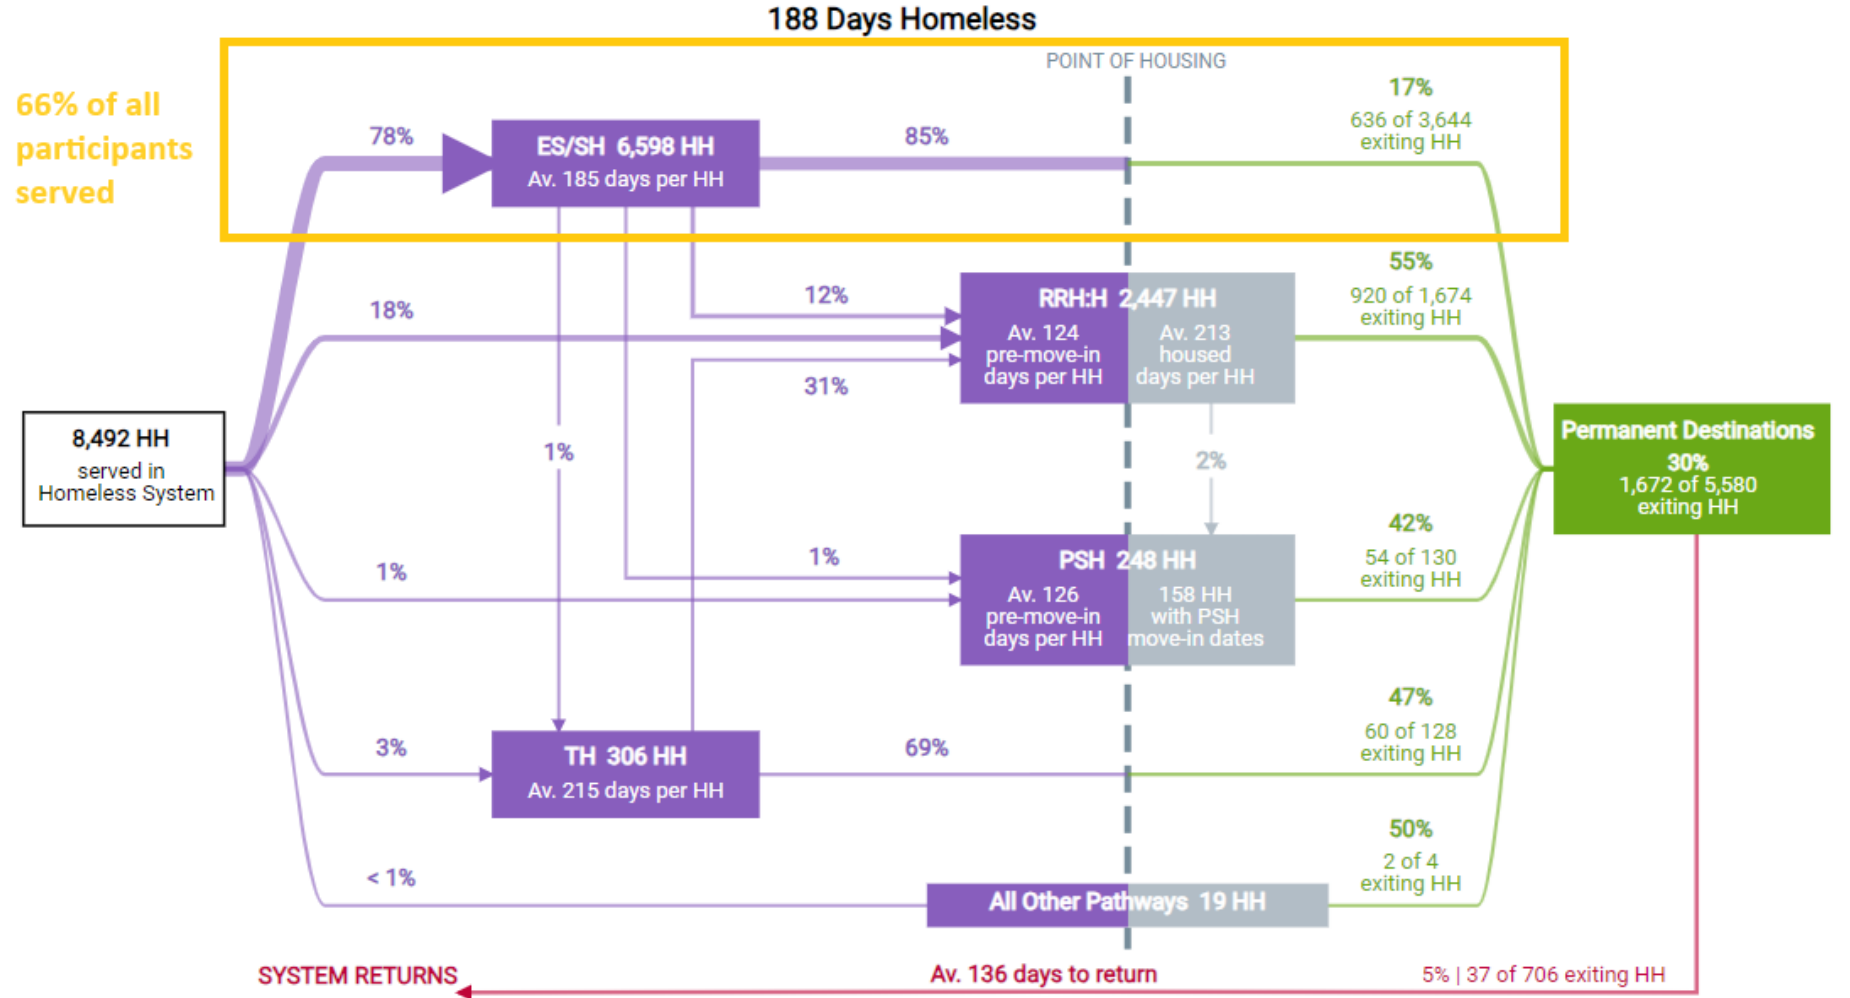 188 Days Homeless
POINT OF HOUSING
66% of all
participants
served
78%
ES/SH 6,598 HH
Av. 185 days per HH
85%
17%
636 of 3,644
exiting HH
18%
12%
31%
RRH:H 2,447 HH
Av. 124
pre-move-in
days per HH
Av. 213
housed
days per HH
55%
920 of 1,674
exiting HH
8,492 HH
served in
Homeless System
1%
2%
Permanent Destinations
30%
1,672 of 5,580
exiting HH
1%
1%
PSH 248 HH
Av. 126
pre-move-in
days per HH
158 HH
with PSH
move-in dates
42%
54 of 130
exiting HH
3%
TH 306 HH
Av. 215 days per HH
69%
47%
60 of 128
exiting HH
< 1%
All Other Pathways 19 HH
50%
2 of 4
exiting HH
SYSTEM RETURNS
Av. 136 days to return
5% | 37 of 706 exiting HH